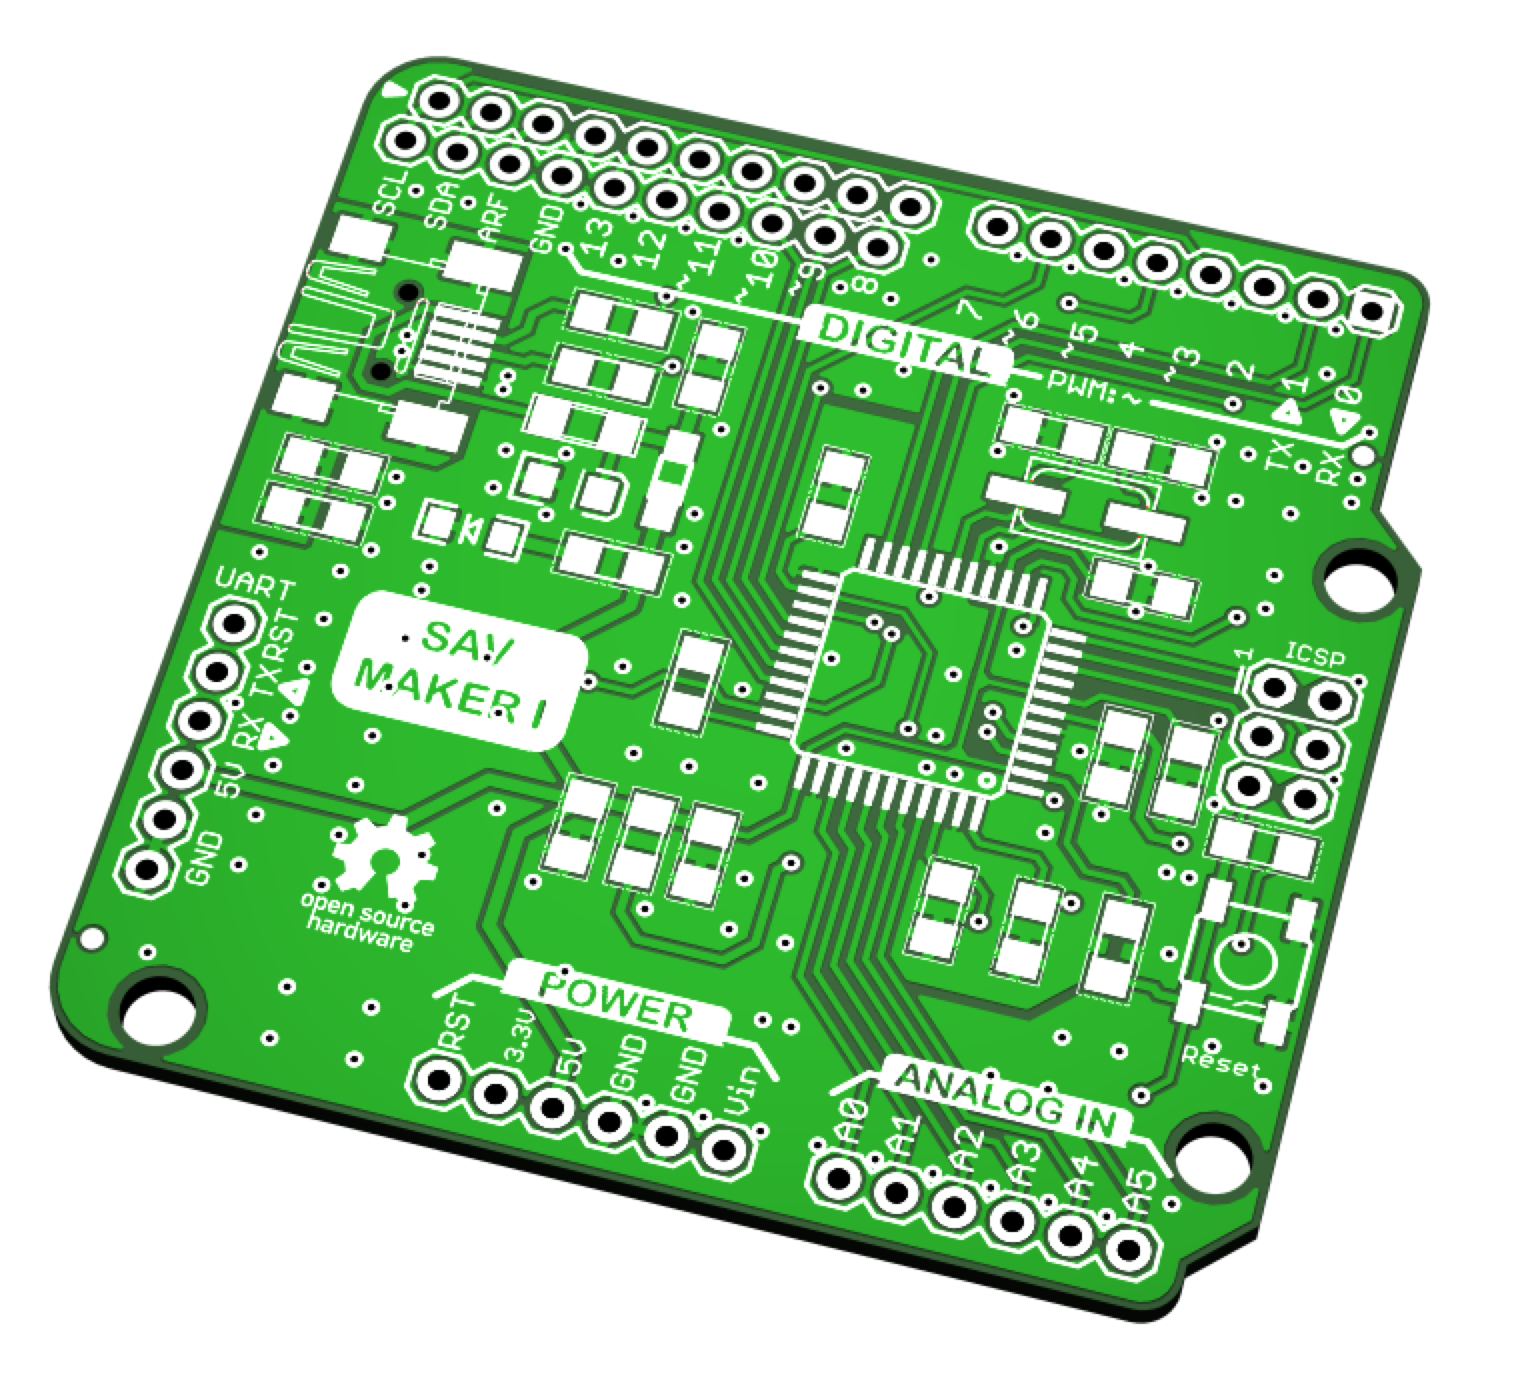 SCL
SDA
ARF
GND
13
12
~11
~10
~9
8
7
~6
~5
4
~3
2
1
0
DIGITAL
PWM:~
TX
RX
UART
RST
TX
RX
5V
GND
SAV
MAKER I
1
ICSP
open source
hardware
POWER
RST
3.3V
5V
GND
GND
Vin
ANALOG IN
A0
A1
A2
A3
A4
A5
Reset